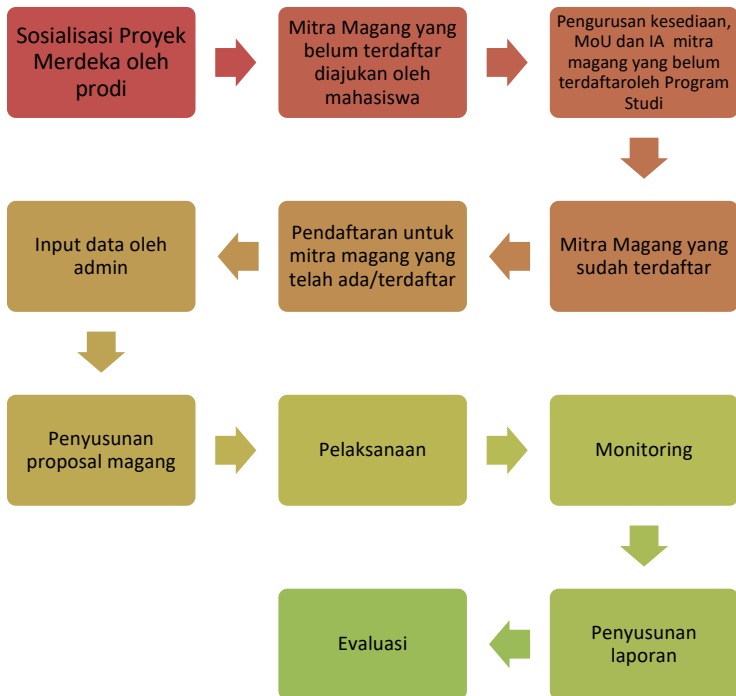 Sosialisasi Proyek
Merdeka oleh
prodi
Mitra Magang yang
belum terdaftar
diajukan oleh
mahasiswa
Pengurusan kesediaan,
MoU dan IA mitra
magang yang belum
terdaftaroleh Program
Studi
Mitra Magang yang
sudah terdaftar
Pendaftaran untuk
mitra magang yang
telah ada/terdaftar
Input data oleh
admin
Penyusunan
proposal magang
Pelaksanaan
Monitoring
Penyusunan
laporan
Evaluasi